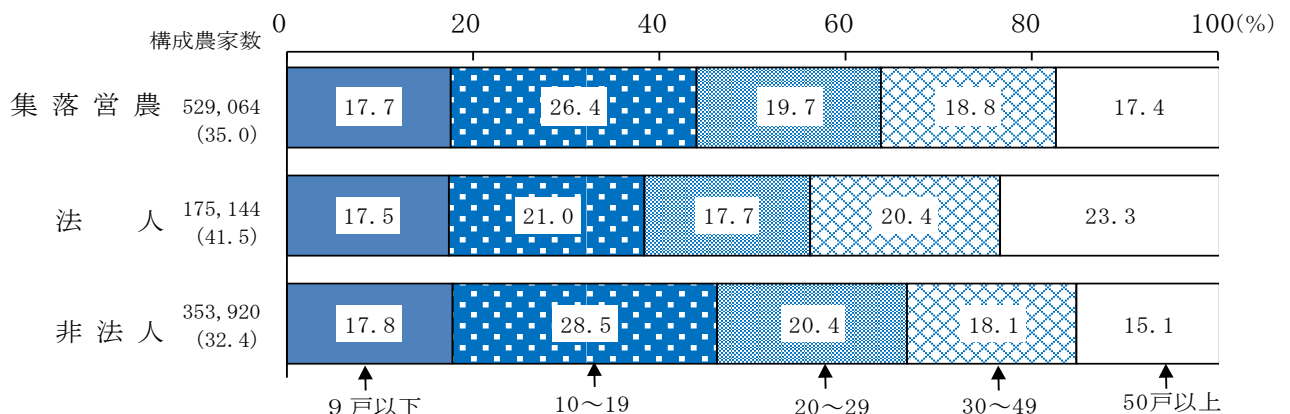 0 20 40 60 80 100(%)
構成農家数
集落営農 529,064 17.7 26.4 19.7 18.8 17.4
(35.0)
法人 175,144 17.5 21.0 17.7 20.4 23.3
(41.5)
非法人 353,920 17.8 28.5 20.4 18.1 15.1
(32.4)
9戸以下 10～19 20～29 30～49 50戸以上